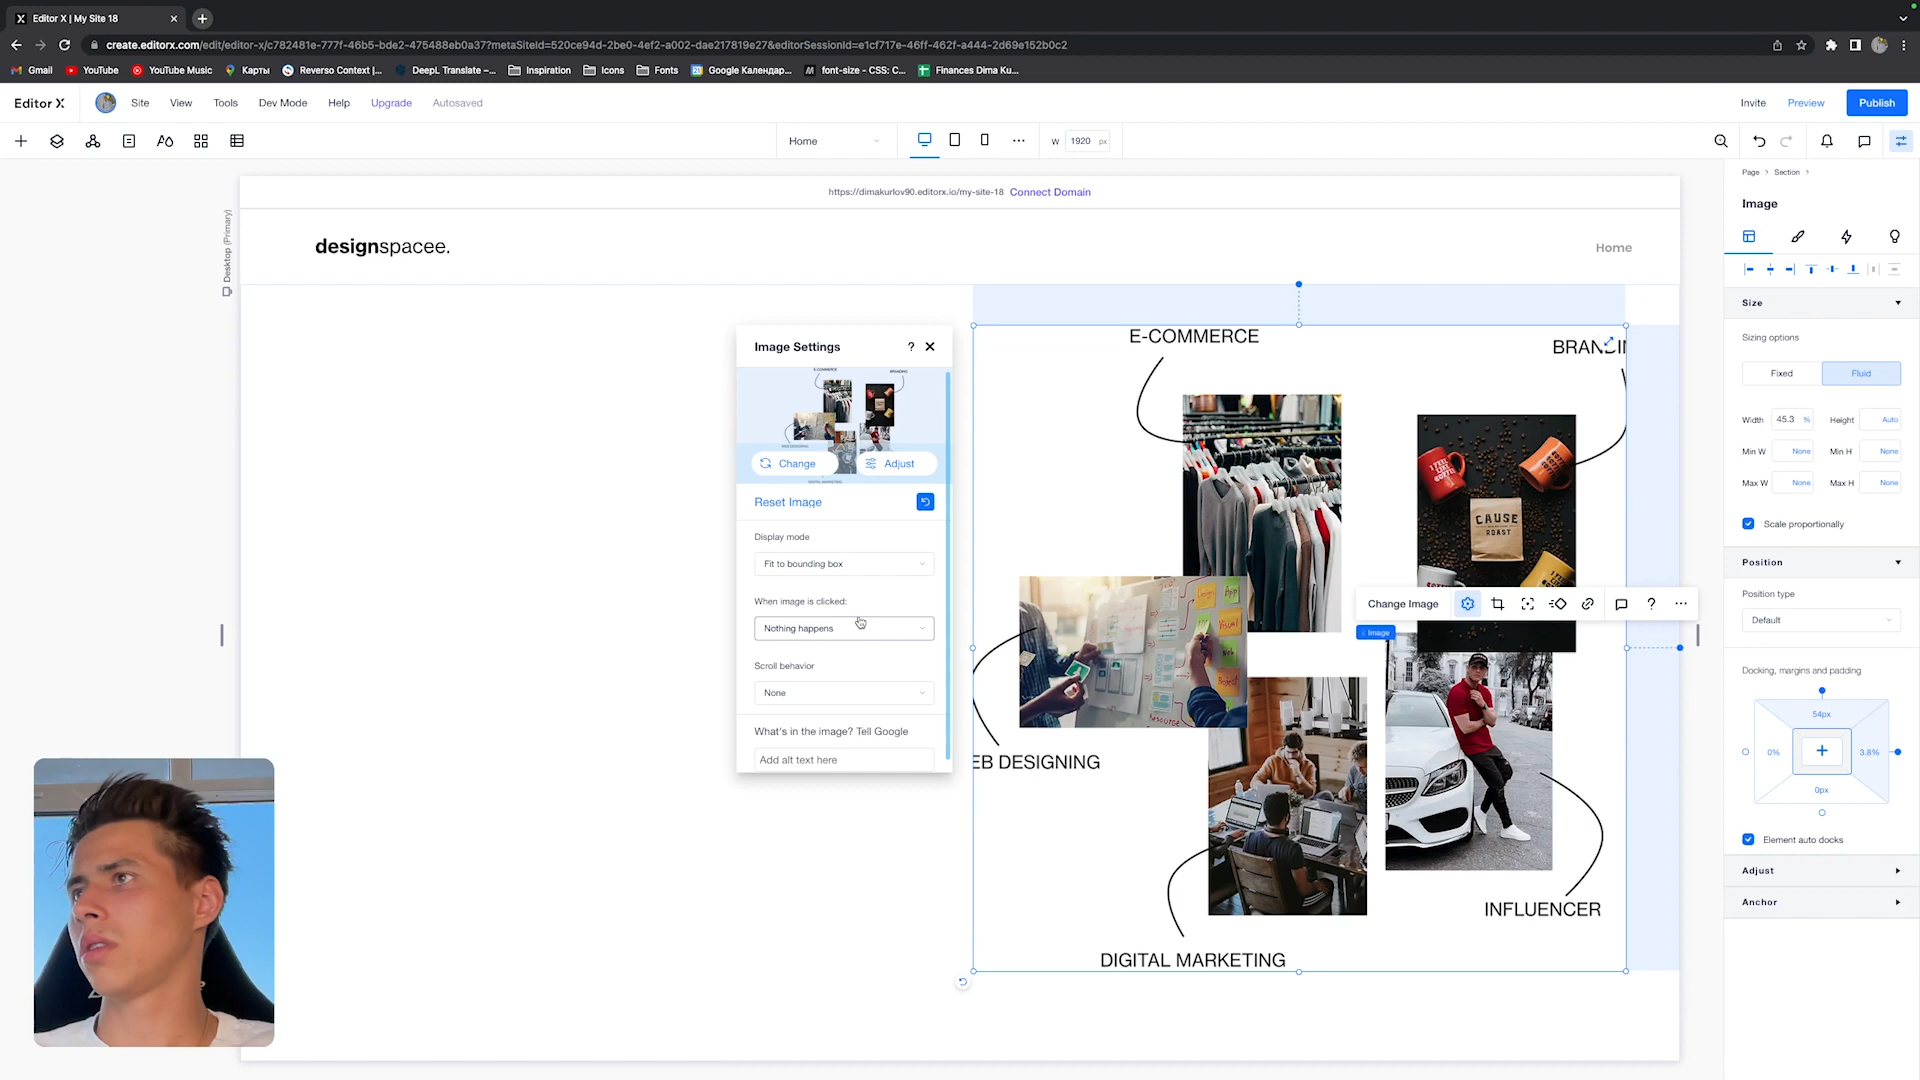 Editor X | My Site 18
create.editorx.com/edit/editor-x/c782481e-777f-46b5-bde2-475488eb0a37?metaSiteId=520ce94d-2be0-4ef2-a002-dae217819e27&editorSessionId=e1cf717e-46ff-462f-a444-2d69e152b0c2
Gmail YouTube YouTube Music Карты Reverso Context |... DeepL Translate –... Inspiration Icons Fonts Google Календар... font-size - CSS: C... Finances Dima Ku...
Editor X Site View Tools Dev Mode Help Upgrade Autosaved Invite Preview Publish
Home W 1920 px
Page > Section >
https://dimakurlov90.editorx.io/my-site-18 Connect Domain
Desktop (Primary)
Image
designspacee. Home
Size
Sizing options
Fixed Fluid
Width 45.3 % Height Auto
Min W None Min H None
Max W None Max H None
Scale proportionally
Position
Position type
Default
Docking, margins and padding
54px
0% 3.8%
0px
Element auto docks
Adjust
Anchor
Image Settings ?
E-COMMERCE
BRANDING
WEB DESIGNING
DIGITAL MARKETING
Change Adjust
Reset Image
Display mode
Fit to bounding box
When image is clicked:
Nothing happens
Scroll behavior
None
What's in the image? Tell Google
Add alt text here
E-COMMERCE
BRANDIN
CAUSE
ROAST
Change Image ?
Image
EB DESIGNING
INFLUENCER
DIGITAL MARKETING